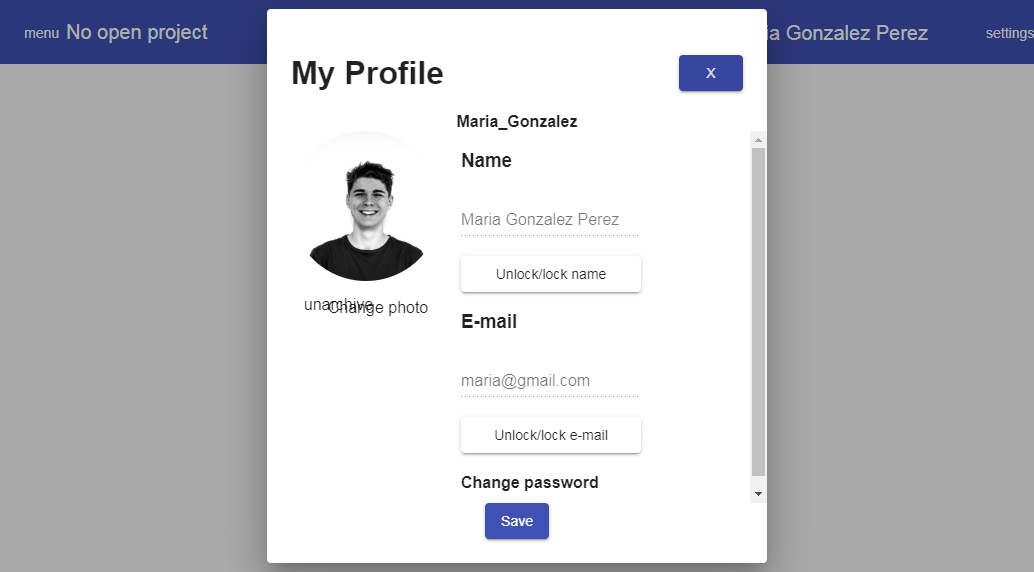 menu No open project
ia Gonzalez Perez
settings
My Profile
X
Maria_Gonzalez
Name
Maria Gonzalez Perez
Unlock/lock name
unarchive
Change photo
E-mail
maria@gmail.com
Unlock/lock e-mail
Change password
Save